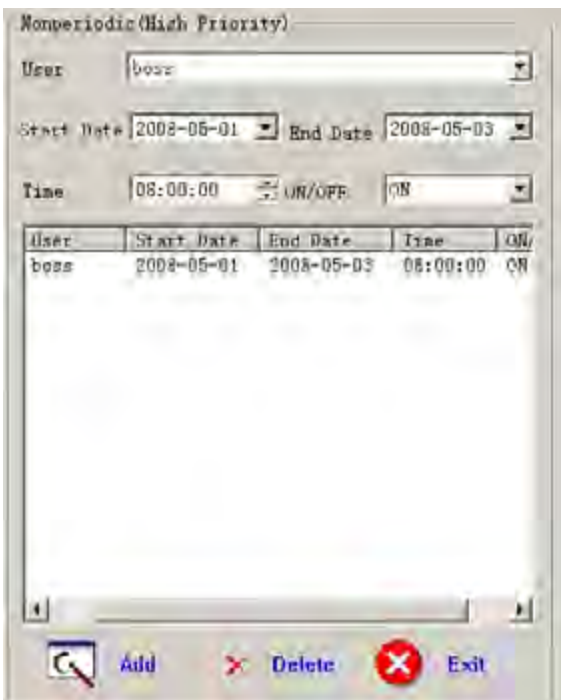 Nonperiodic(High Priority)
User boss
Start Date 2008-05-01 End Date 2008-05-03
Time 08:00:00 ON/OFF ON
User Start Date End Date Time ON/
boss 2008-05-01 2008-05-03 08:00:00 ON
Add Delete Exit